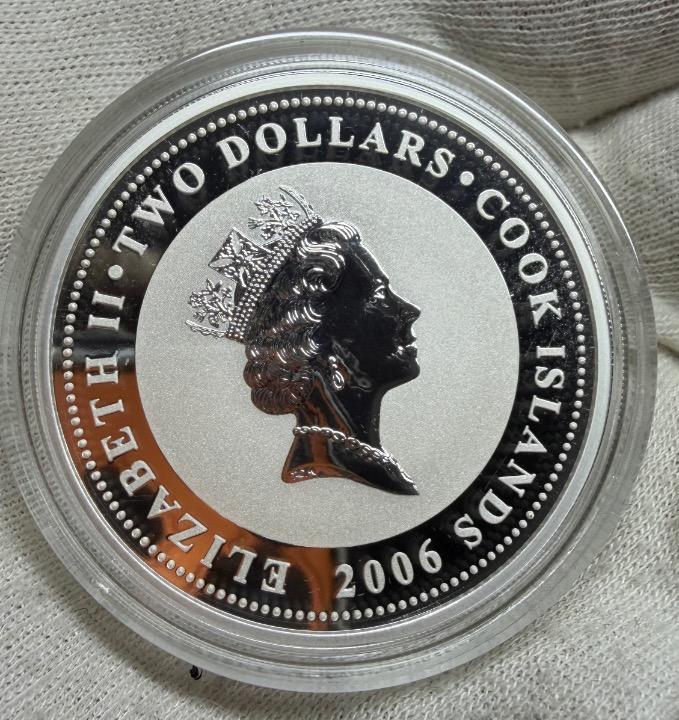 ELIZABETH II • TWO DOLLARS • COOK ISLANDS 2006